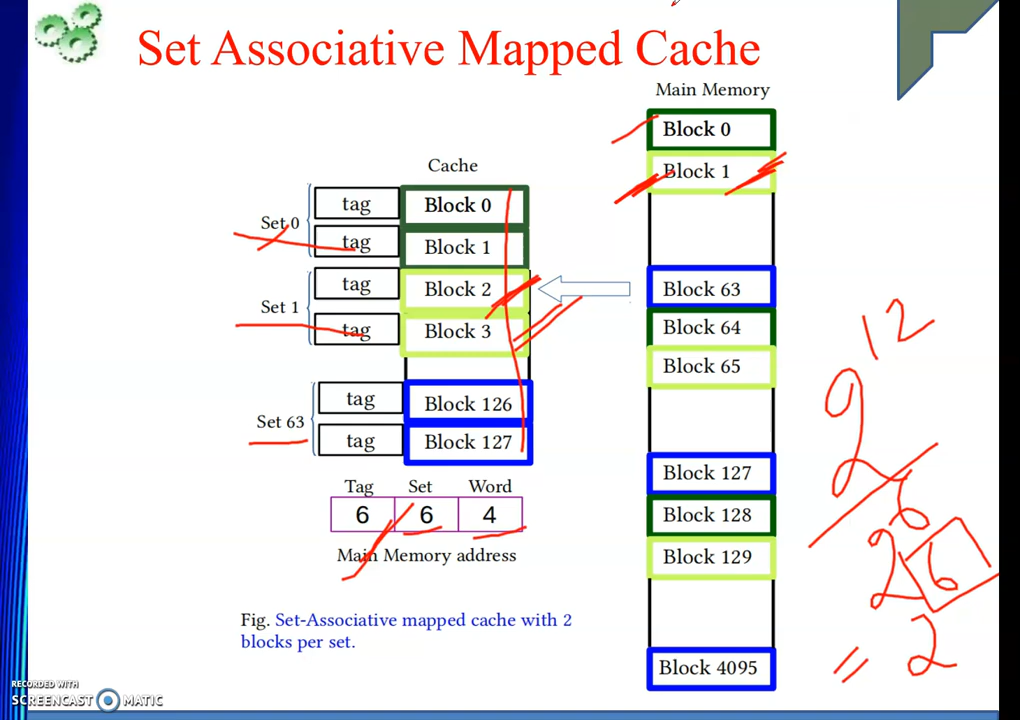 Set Associative Mapped Cache
Main Memory
Block 0
Block 1
Block 63
Block 64
Block 65
Block 127
Block 128
Block 129
Block 4095
Cache
Set 0
tag Block 0
tag Block 1
Set 1
tag Block 2
tag Block 3
Set 63
tag Block 126
tag Block 127
Tag Set Word
6 6 4
Main Memory address
Fig. Set-Associative mapped cache with 2
blocks per set.
2 12
2 6
= 2 6
RECORDED WITH
SCREENCAST MATIC